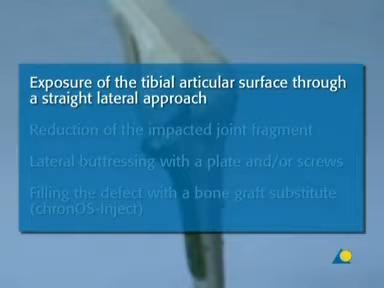 Exposure of the tibial articular surface through
a straight lateral approach
Reduction of the impacted joint fragment
Lateral buttressing with a plate and/or screws
Filling the defect with a bone graft substitute
(chronOS-Inject)